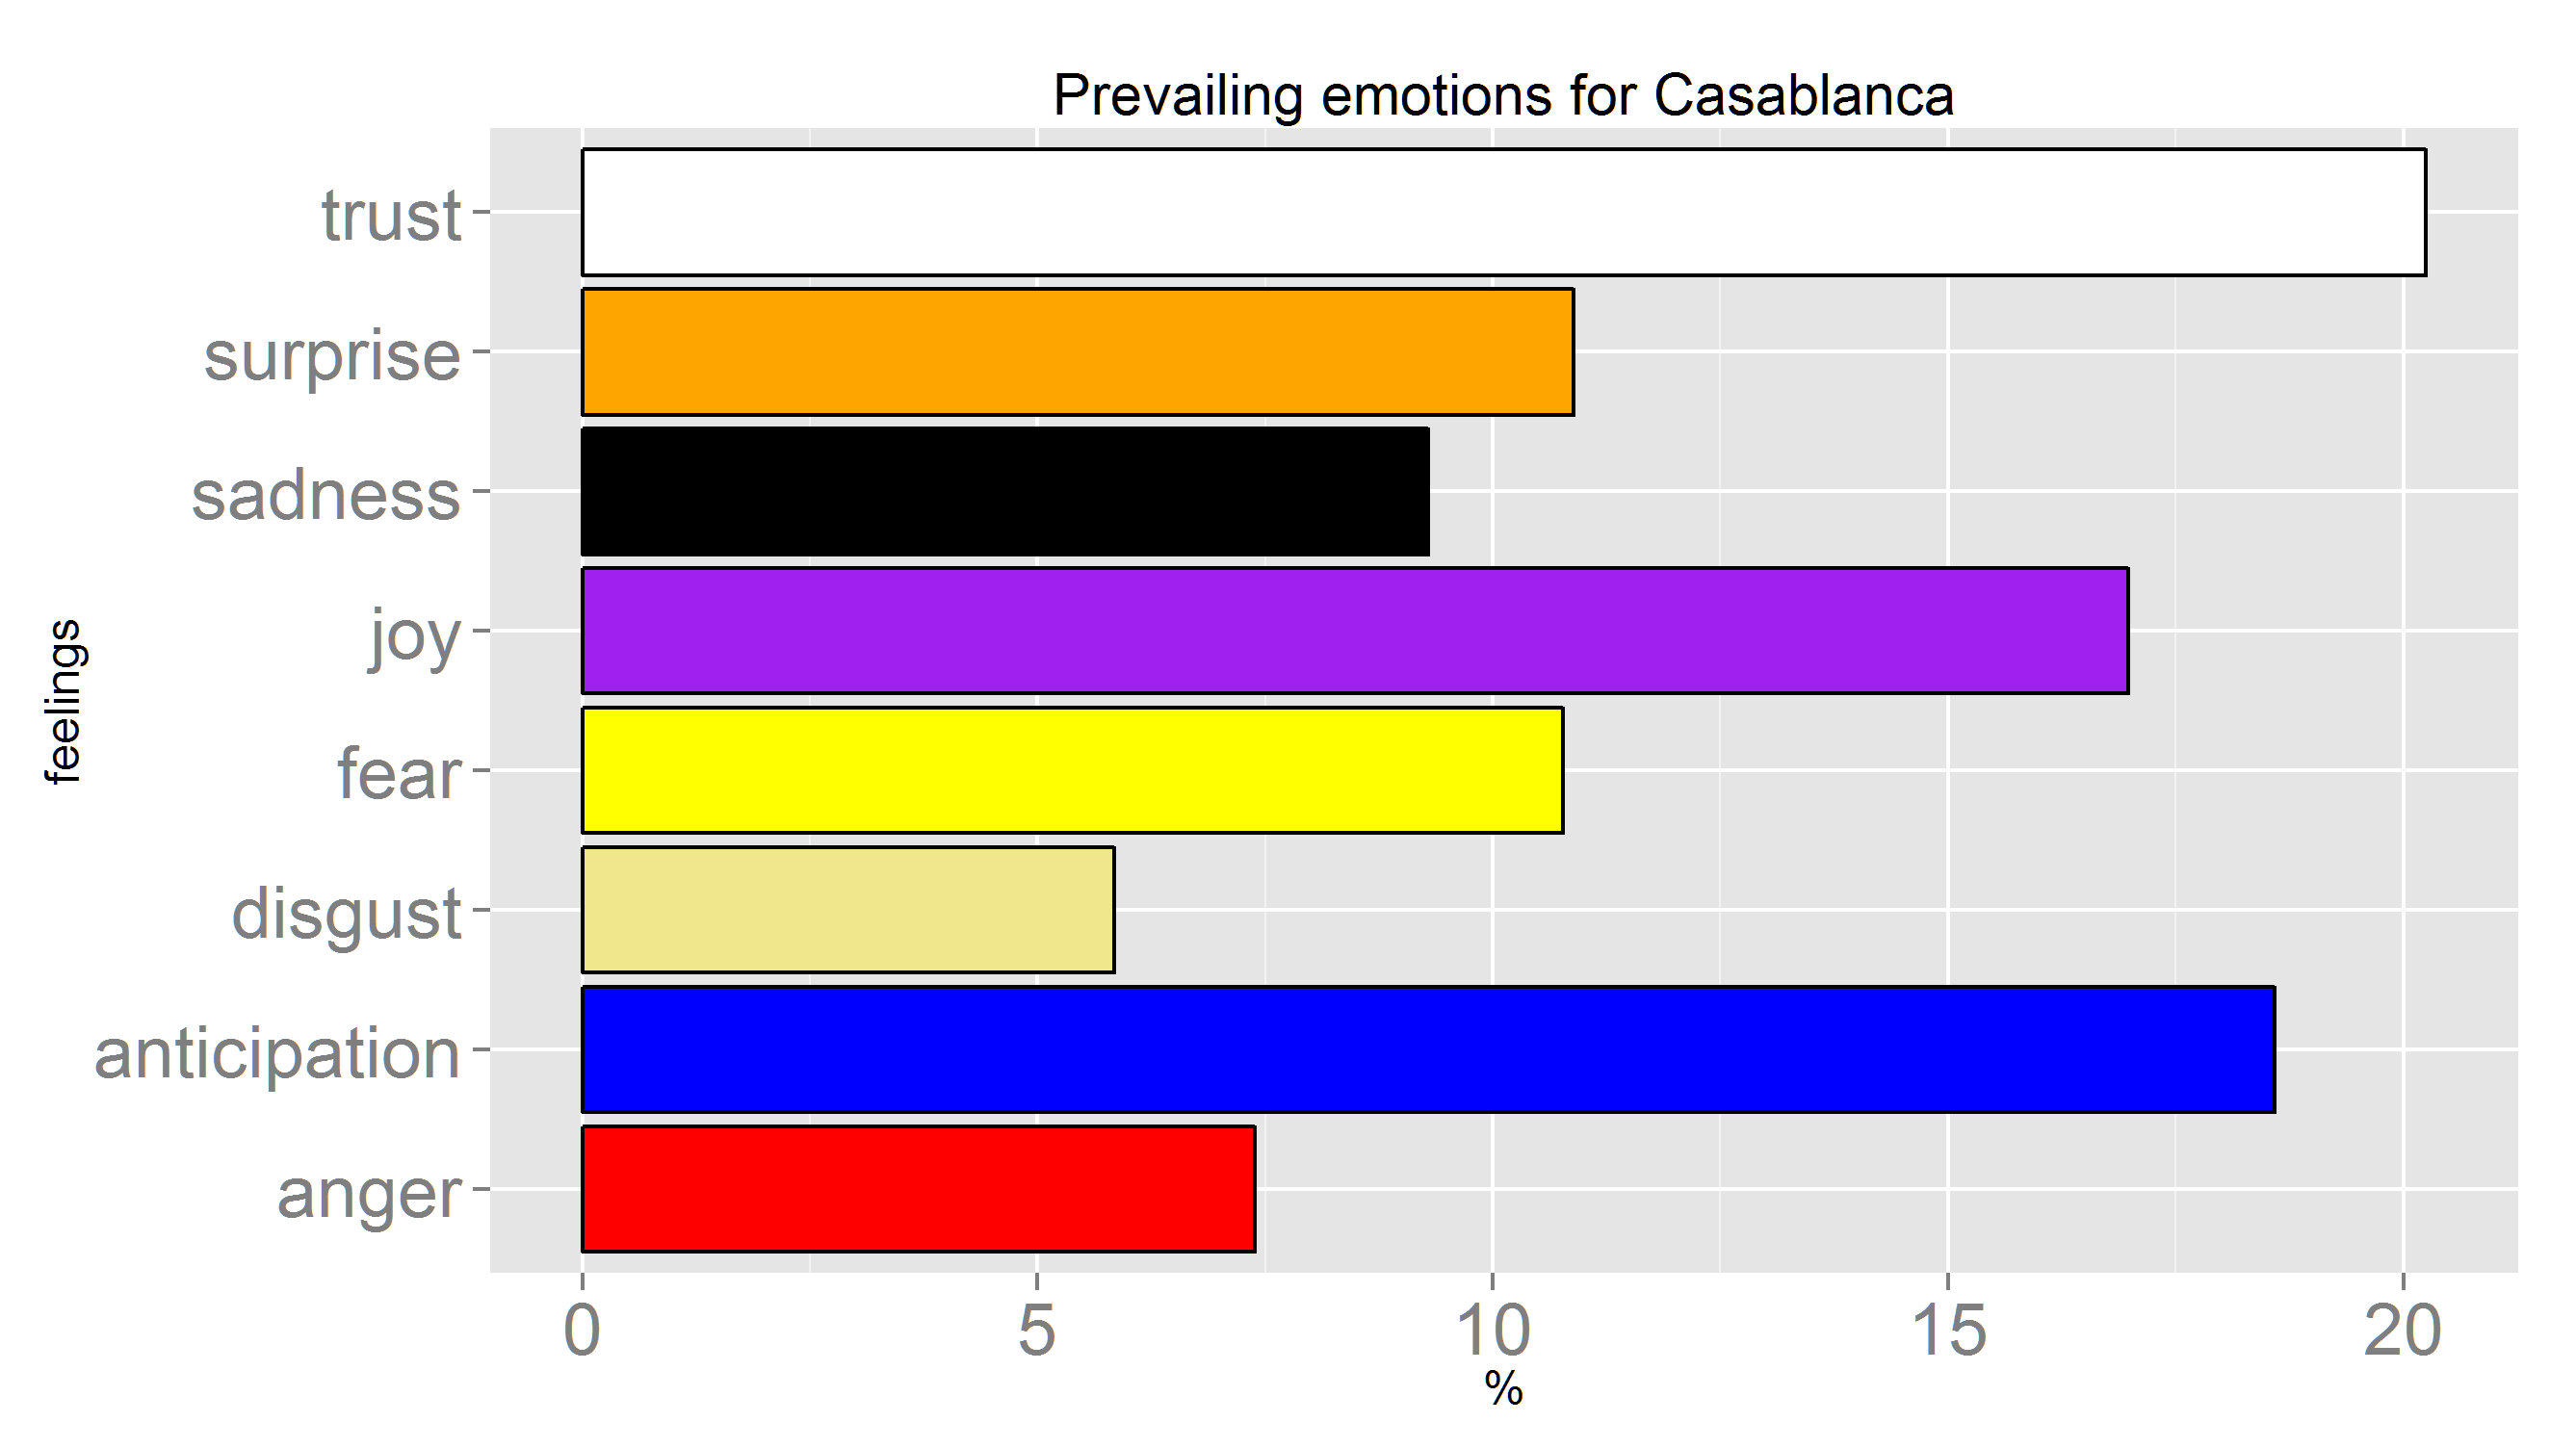 Prevailing emotions for Casablanca
trust
surprise
sadness
joy
fear
disgust
anticipation
anger
feelings
0 5 10 15 20
%